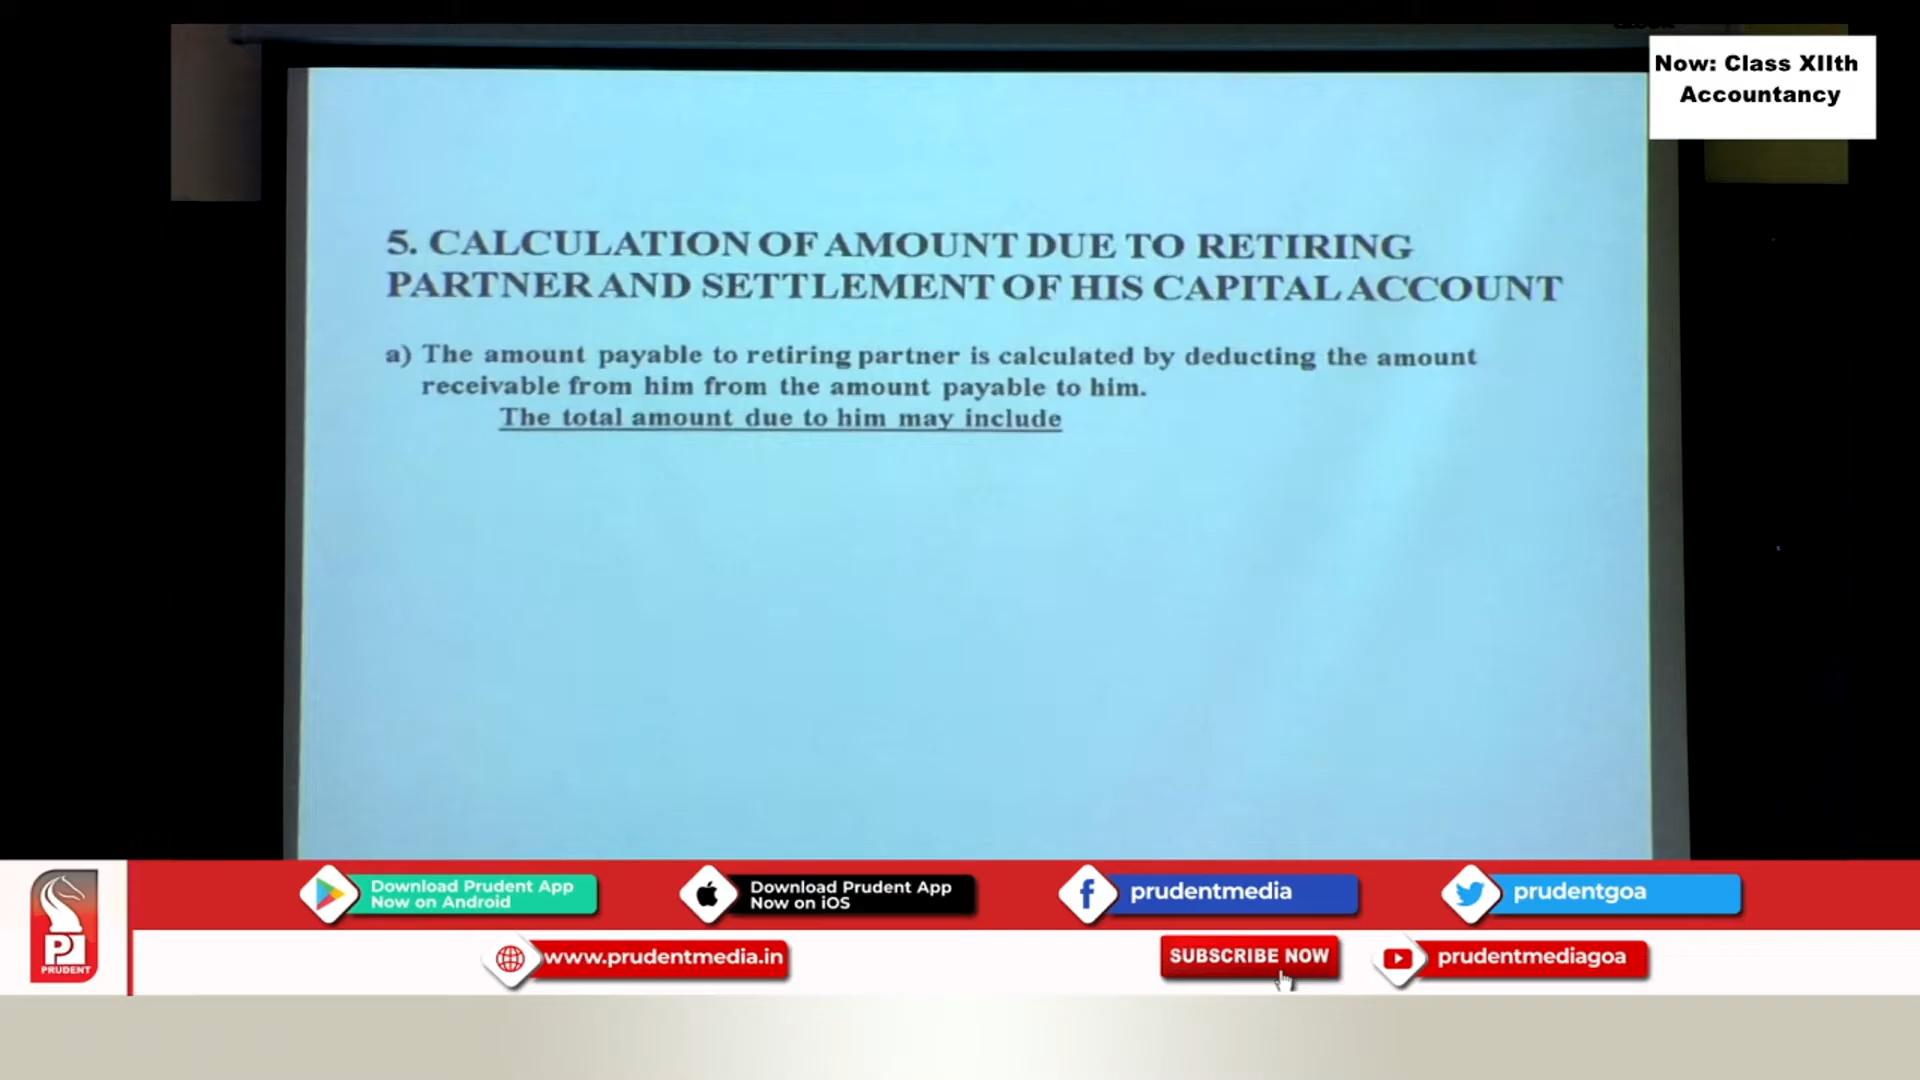 Now: Class XIIth
Accountancy
5. CALCULATION OF AMOUNT DUE TO RETIRING
PARTNER AND SETTLEMENT OF HIS CAPITAL ACCOUNT
a) The amount payable to retiring partner is calculated by deducting the amount
receivable from him from the amount payable to him.
The total amount due to him may include
Download Prudent App
Now on Android
Download Prudent App
Now on iOS
prudentmedia
prudentgoa
PRUDENT
www.prudentmedia.in
SUBSCRIBE NOW
prudentmediagoa